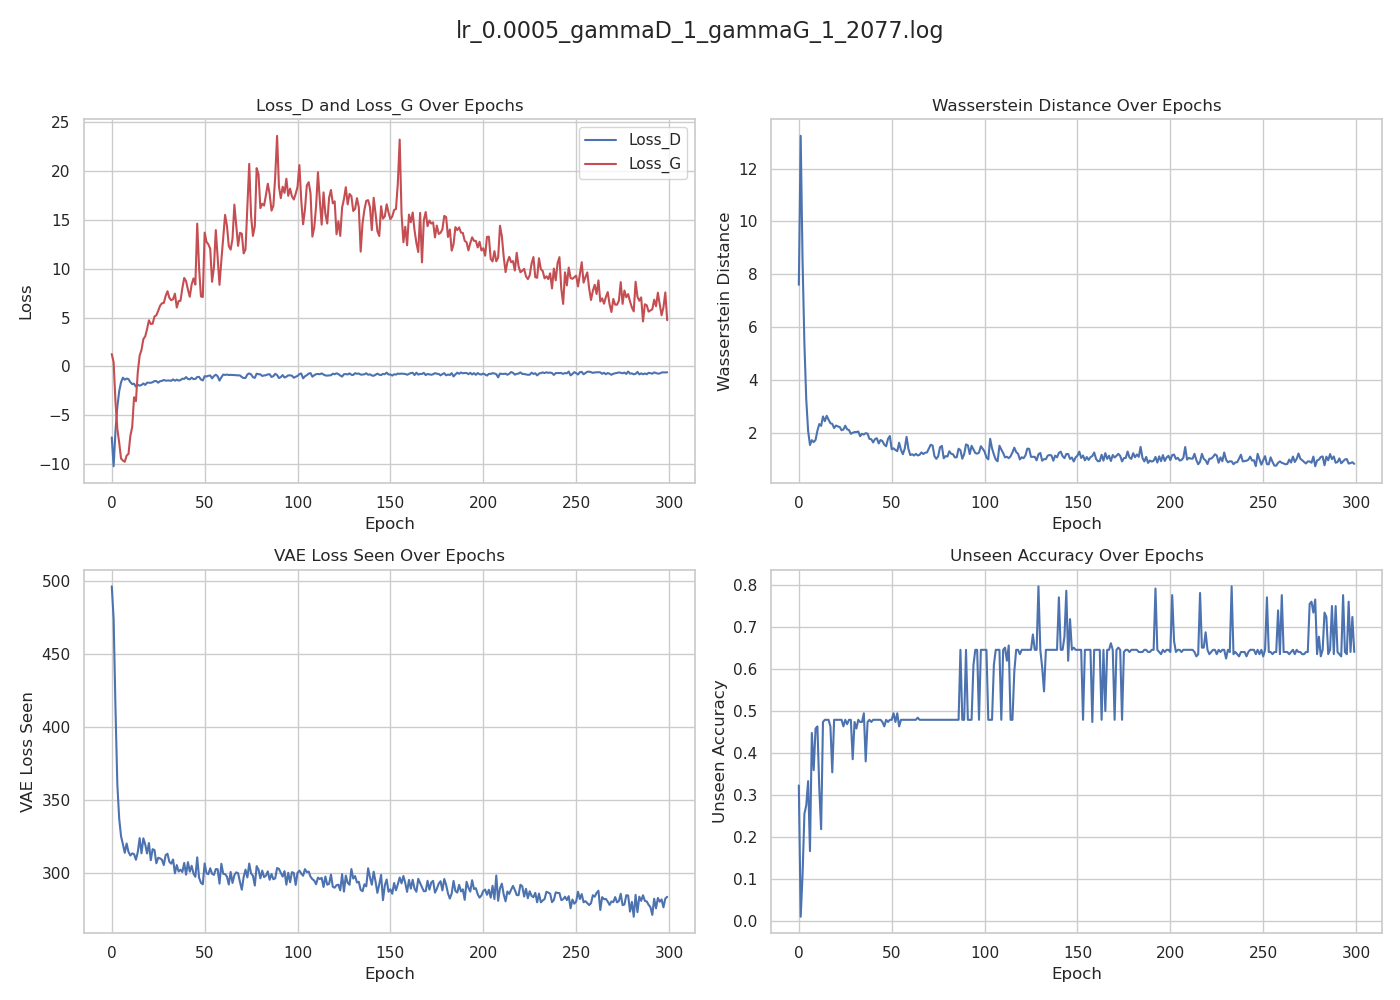 lr_0.0005_gammaD_1_gammaG_1_2077.log
Loss_D and Loss_G Over Epochs
Loss
25
20
15
10
5
0
−5
−10
Loss_D
Loss_G
0 50 100 150 200 250 300
Epoch
Wasserstein Distance Over Epochs
Wasserstein Distance
12
10
8
6
4
2
0 50 100 150 200 250 300
Epoch
VAE Loss Seen Over Epochs
VAE Loss Seen
500
450
400
350
300
0 50 100 150 200 250 300
Epoch
Unseen Accuracy Over Epochs
Unseen Accuracy
0.8
0.7
0.6
0.5
0.4
0.3
0.2
0.1
0.0
0 50 100 150 200 250 300
Epoch